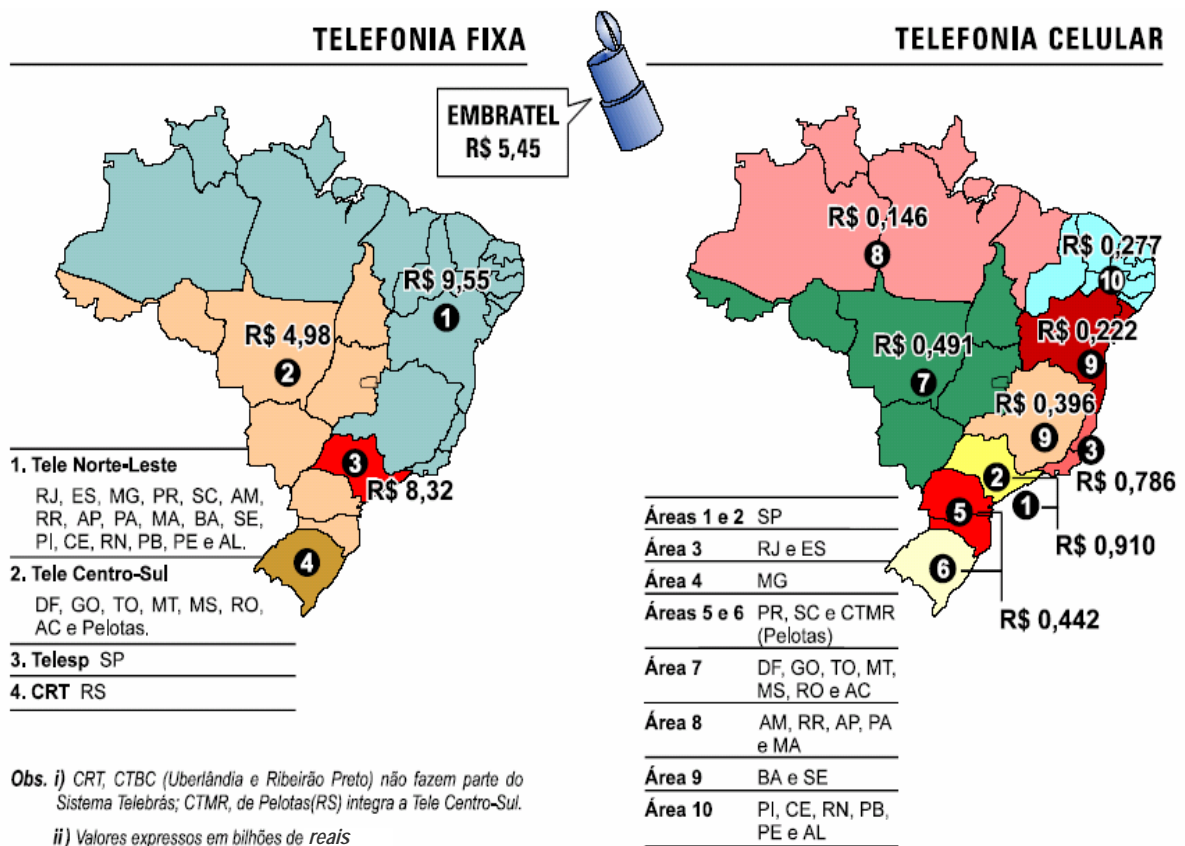 TELEFONIA FIXA
EMBRATEL
R$ 5,45
R$ 9,55
1
R$ 4,98
2
3
R$ 8,32
4
1. Tele Norte-Leste
RJ, ES, MG, PR, SC, AM,
RR, AP, PA, MA, BA, SE,
PI, CE, RN, PB, PE e AL.
2. Tele Centro-Sul
DF, GO, TO, MT, MS, RO,
AC e Pelotas.
3. Telesp SP
4. CRT RS
Obs. i) CRT, CTBC (Uberlândia e Ribeirão Preto) não fazem parte do
Sistema Telebrás; CTMR, de Pelotas(RS) integra a Tele Centro-Sul.
ii) Valores expressos em bilhões de reais
TELEFONIA CELULAR
R$ 0,146
8
R$ 0,277
10
R$ 0,222
9
R$ 0,491
7
R$ 0,396
9
3
R$ 0,786
2
1
R$ 0,910
5
6
R$ 0,442
Áreas 1 e 2 SP
Área 3 RJ e ES
Área 4 MG
Áreas 5 e 6 PR, SC e CTMR
(Pelotas)
Área 7 DF, GO, TO, MT,
MS, RO e AC
Área 8 AM, RR, AP, PA
e MA
Área 9 BA e SE
Área 10 PI, CE, RN, PB,
PE e AL